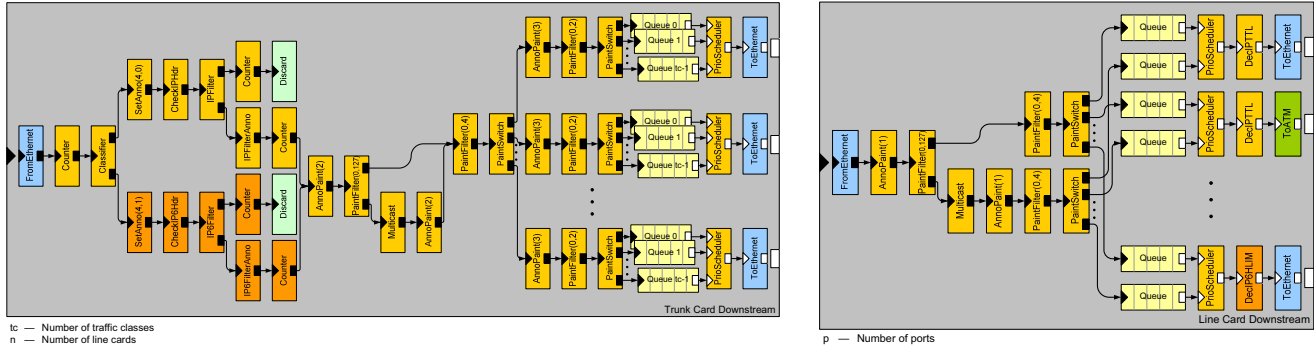 FromEthernet
Counter
Classifier
SetAnno(4,0)
CheckIPHdr
IPFilter
Counter
Discard
IPFilterAnno
Counter
SetAnno(4,1)
CheckIP6Hdr
IP6Filter
Counter
Discard
IP6FilterAnno
Counter
AnnoPaint(2)
PaintFilter(0,127)
Multicast
AnnoPaint(2)
PaintFilter(0,4)
PaintSwitch
AnnoPaint(3)
PaintFilter(0,2)
PaintSwitch
Queue 0
Queue 1
Queue tc-1
PrioScheduler
ToEthernet
AnnoPaint(3)
PaintFilter(0,2)
PaintSwitch
Queue 0
Queue 1
Queue tc-1
PrioScheduler
ToEthernet
AnnoPaint(3)
PaintFilter(0,2)
PaintSwitch
Queue 0
Queue 1
Queue tc-1
PrioScheduler
ToEthernet
Trunk Card Downstream
tc — Number of traffic classes
n — Number of line cards
FromEthernet
AnnoPaint(1)
PaintFilter(0,127)
Multicast
AnnoPaint(1)
PaintFilter(0,4)
PaintSwitch
PaintFilter(0,4)
PaintSwitch
Queue
Queue
PrioScheduler
DecIPTTL
ToEthernet
Queue
Queue
PrioScheduler
DecIPTTL
ToATM
Queue
Queue
PrioScheduler
DecIP6HLIM
ToEthernet
Line Card Downstream
p — Number of ports